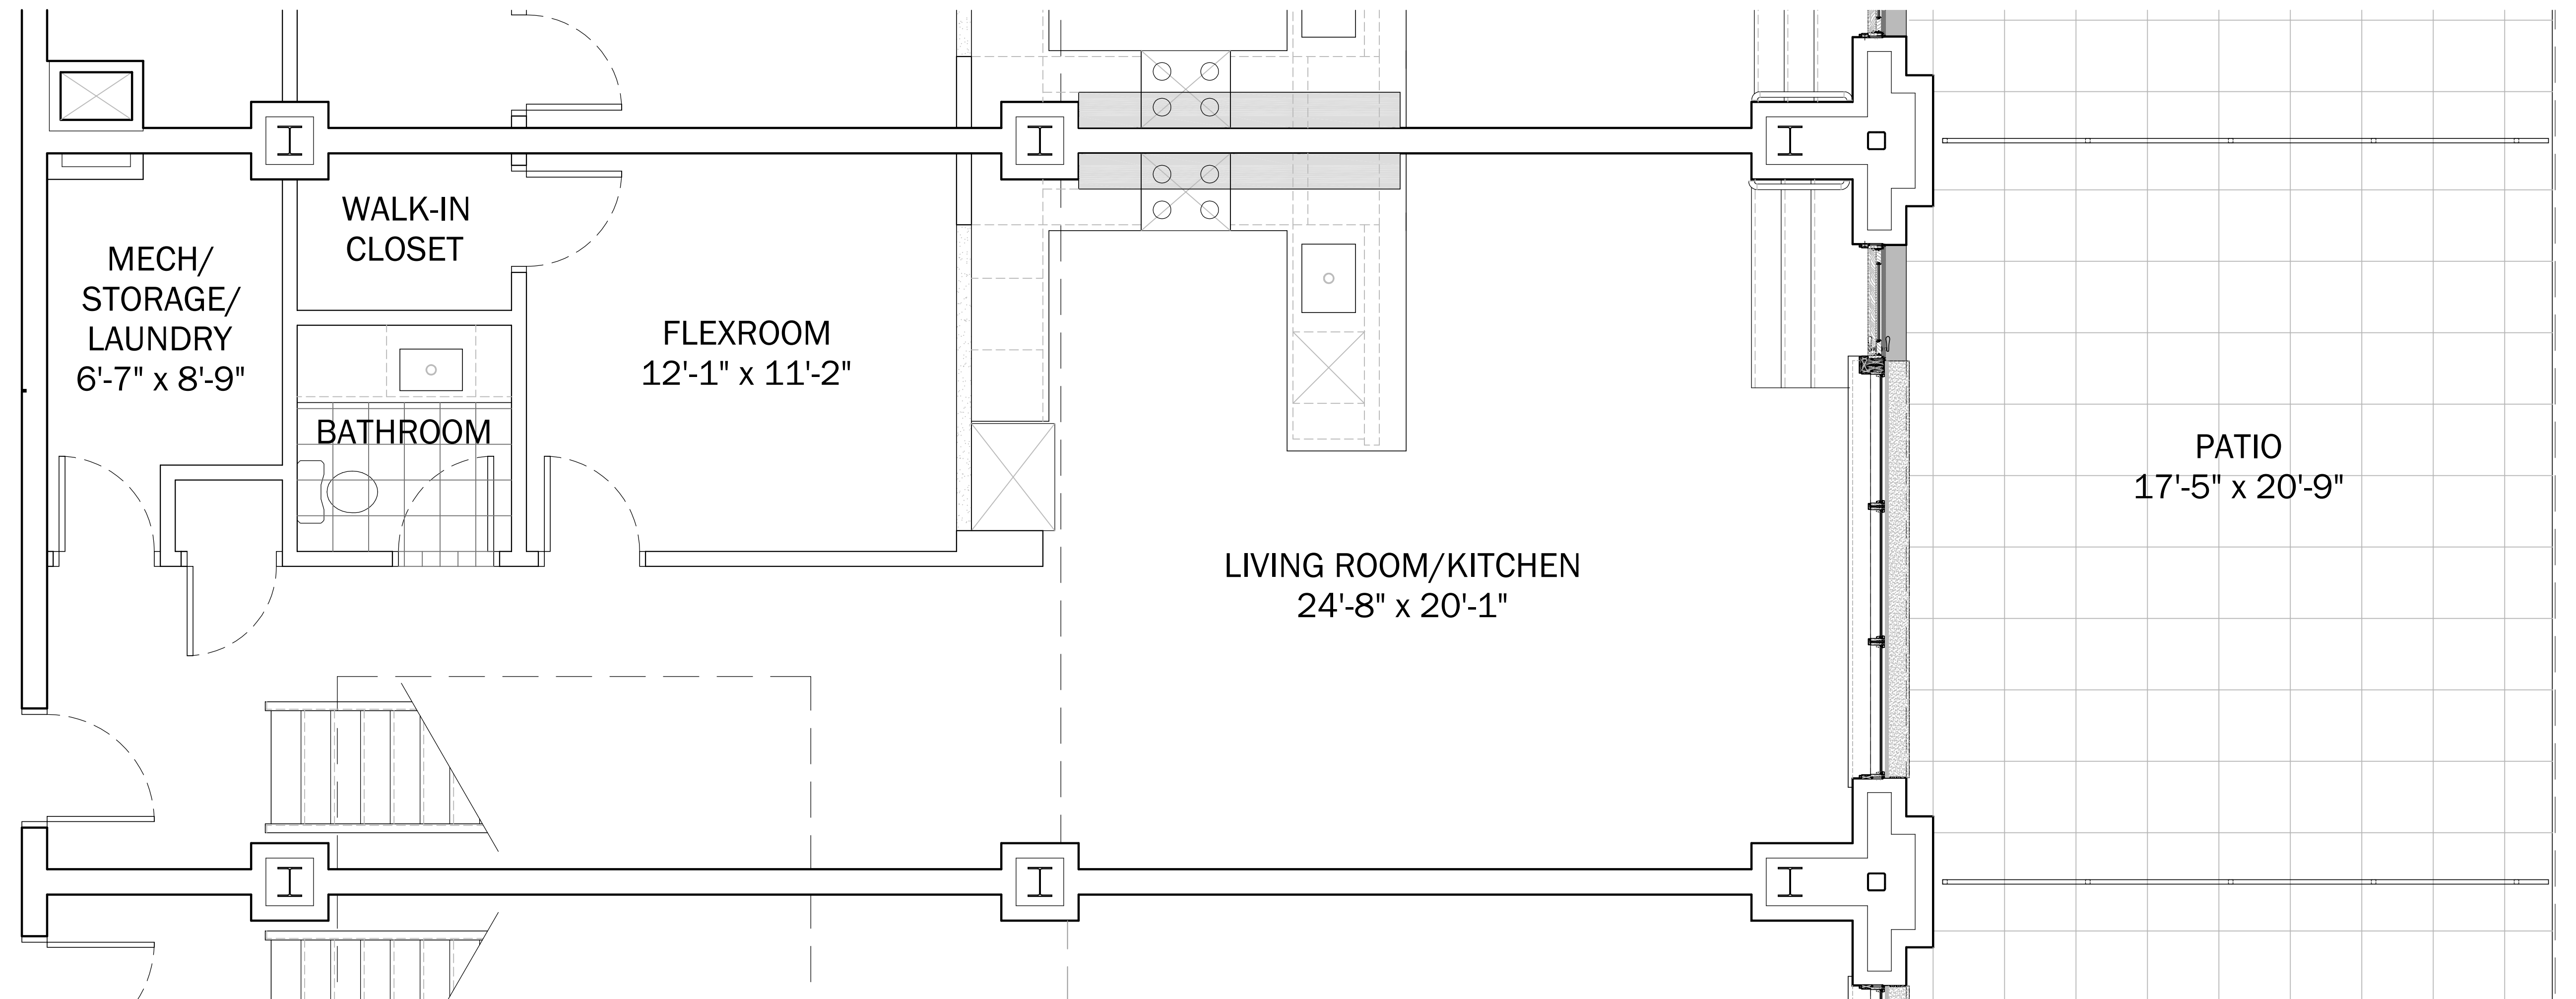 WALK-IN
CLOSET
MECH/
STORAGE/
LAUNDRY
6'-7" x 8'-9"
FLEXROOM
12'-1" x 11'-2"
BATHROOM
LIVING ROOM/KITCHEN
24'-8" x 20'-1"
PATIO
17'-5" x 20'-9"